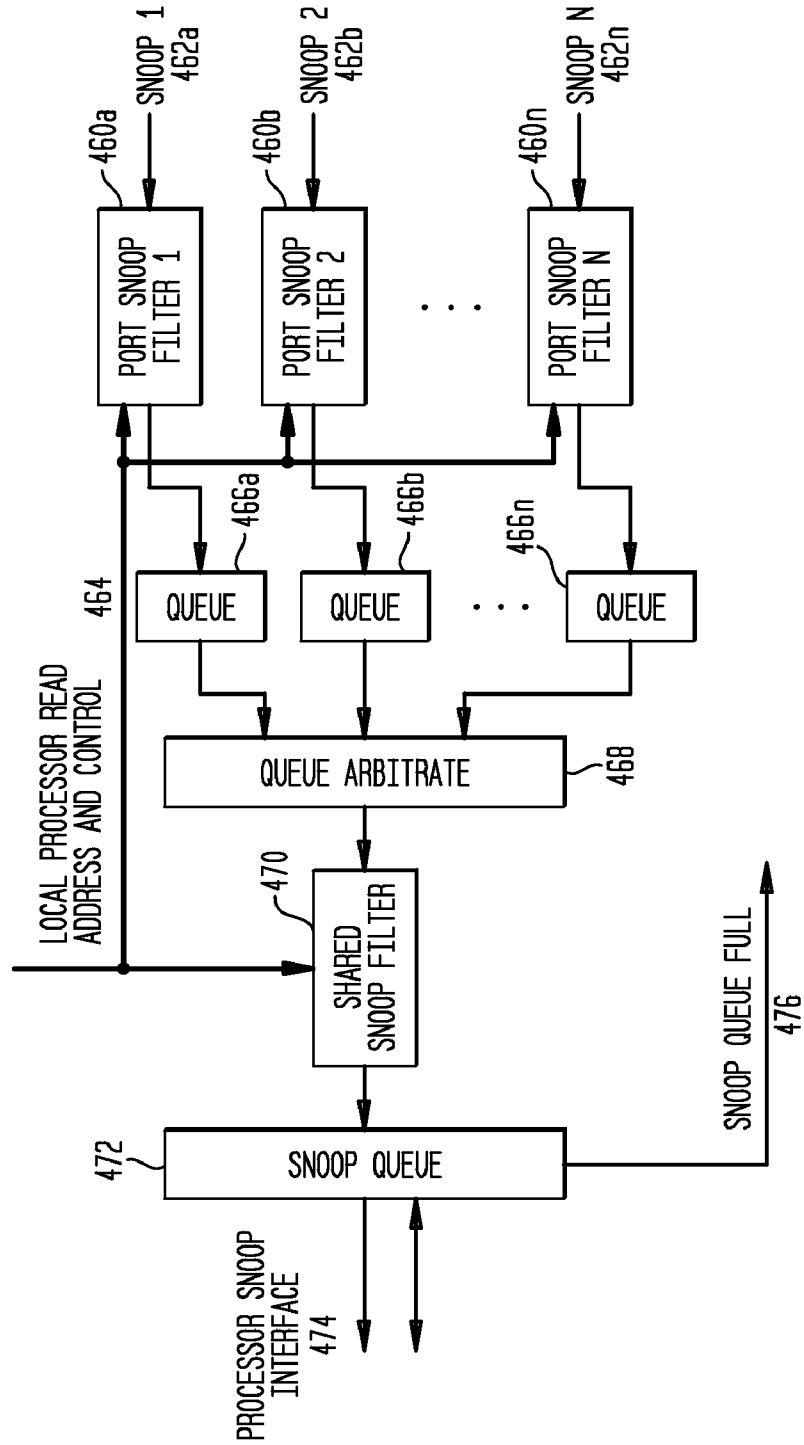 SNOOP 1
462a
SNOOP 2
462b
SNOOP N
462n
460a
460b
460n
PORT SNOOP
FILTER 1
PORT SNOOP
FILTER 2
. . .
PORT SNOOP
FILTER N
464
466a
466b
466n
QUEUE
QUEUE
. . .
QUEUE
LOCAL PROCESSOR READ
ADDRESS AND CONTROL
QUEUE ARBITRATE
468
470
SHARED
SNOOP FILTER
472
SNOOP QUEUE
SNOOP QUEUE FULL
476
PROCESSOR SNOOP
INTERFACE
474